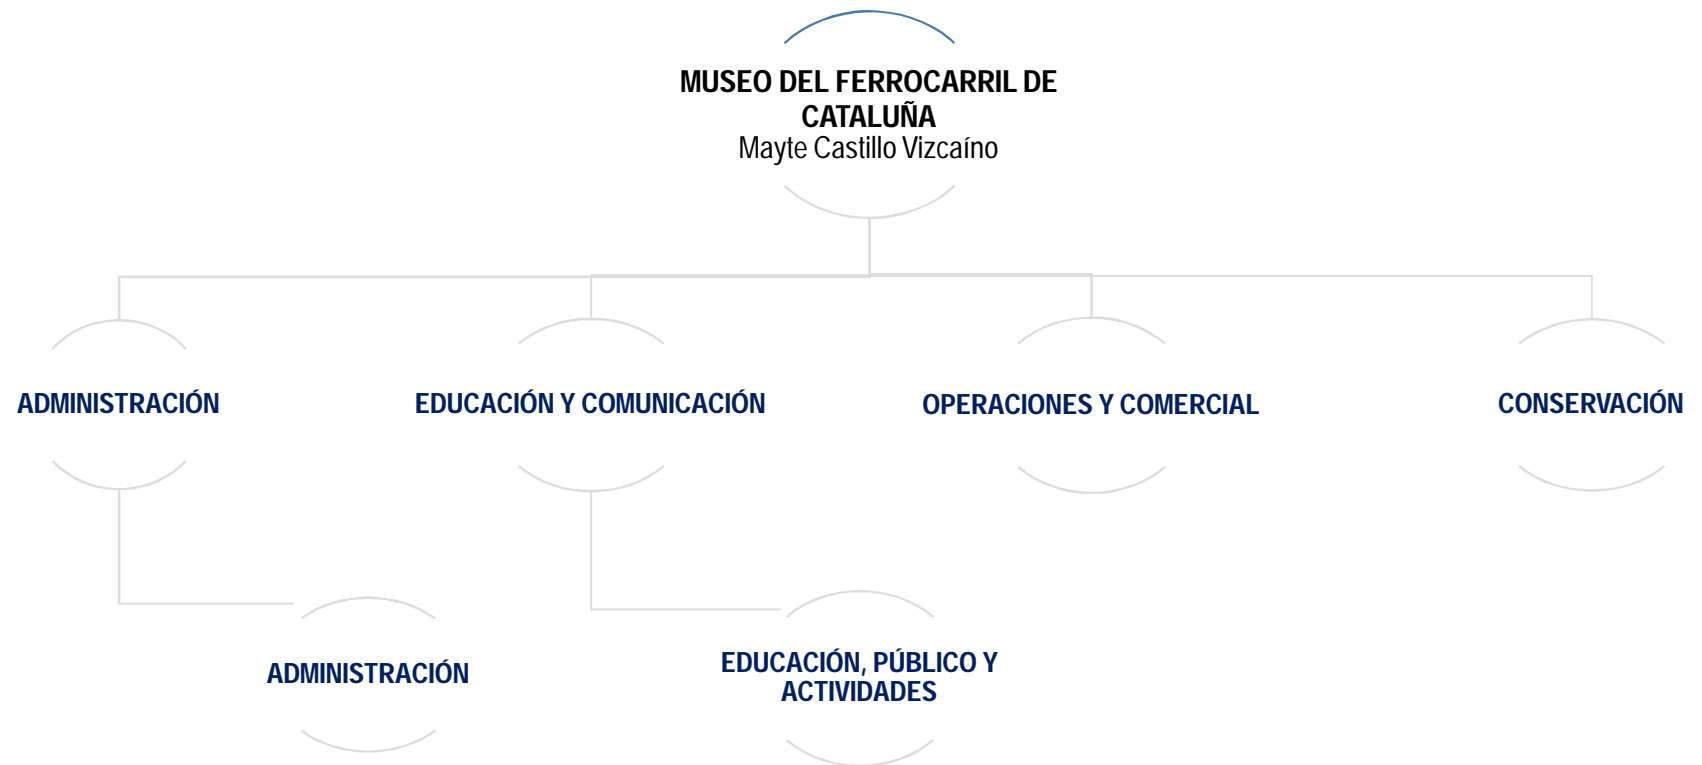 MUSEO DEL FERROCARRIL DE
CATALUÑA
Mayte Castillo Vizcaíno
ADMINISTRACIÓN
EDUCACIÓN Y COMUNICACIÓN
OPERACIONES Y COMERCIAL
CONSERVACIÓN
ADMINISTRACIÓN
EDUCACIÓN, PÚBLICO Y
ACTIVIDADES